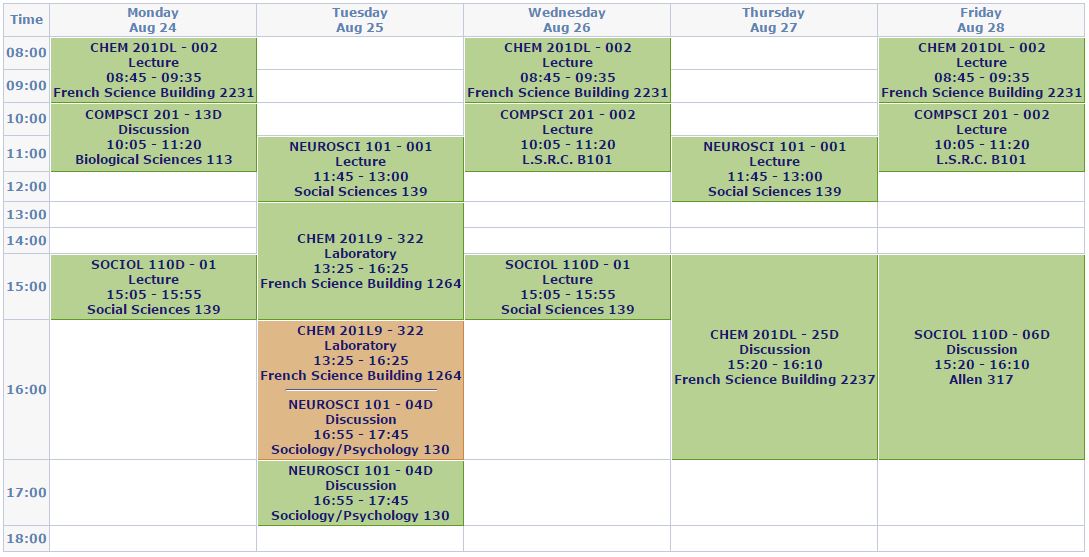 Time
Monday
Aug 24
Tuesday
Aug 25
Wednesday
Aug 26
Thursday
Aug 27
Friday
Aug 28
08:00
CHEM 201DL - 002
Lecture
08:45 - 09:35
French Science Building 2231
CHEM 201DL - 002
Lecture
08:45 - 09:35
French Science Building 2231
CHEM 201DL - 002
Lecture
08:45 - 09:35
French Science Building 2231
09:00
10:00
COMPSCI 201 - 13D
Discussion
10:05 - 11:20
Biological Sciences 113
COMPSCI 201 - 002
Lecture
10:05 - 11:20
L.S.R.C. B101
COMPSCI 201 - 002
Lecture
10:05 - 11:20
L.S.R.C. B101
11:00
NEUROSCI 101 - 001
Lecture
11:45 - 13:00
Social Sciences 139
NEUROSCI 101 - 001
Lecture
11:45 - 13:00
Social Sciences 139
12:00
13:00
CHEM 201L9 - 322
Laboratory
13:25 - 16:25
French Science Building 1264
14:00
15:00
SOCIOL 110D - 01
Lecture
15:05 - 15:55
Social Sciences 139
SOCIOL 110D - 01
Lecture
15:05 - 15:55
Social Sciences 139
CHEM 201DL - 25D
Discussion
15:20 - 16:10
French Science Building 2237
SOCIOL 110D - 06D
Discussion
15:20 - 16:10
Allen 317
16:00
CHEM 201L9 - 322
Laboratory
13:25 - 16:25
French Science Building 1264
NEUROSCI 101 - 04D
Discussion
16:55 - 17:45
Sociology/Psychology 130
17:00
NEUROSCI 101 - 04D
Discussion
16:55 - 17:45
Sociology/Psychology 130
18:00